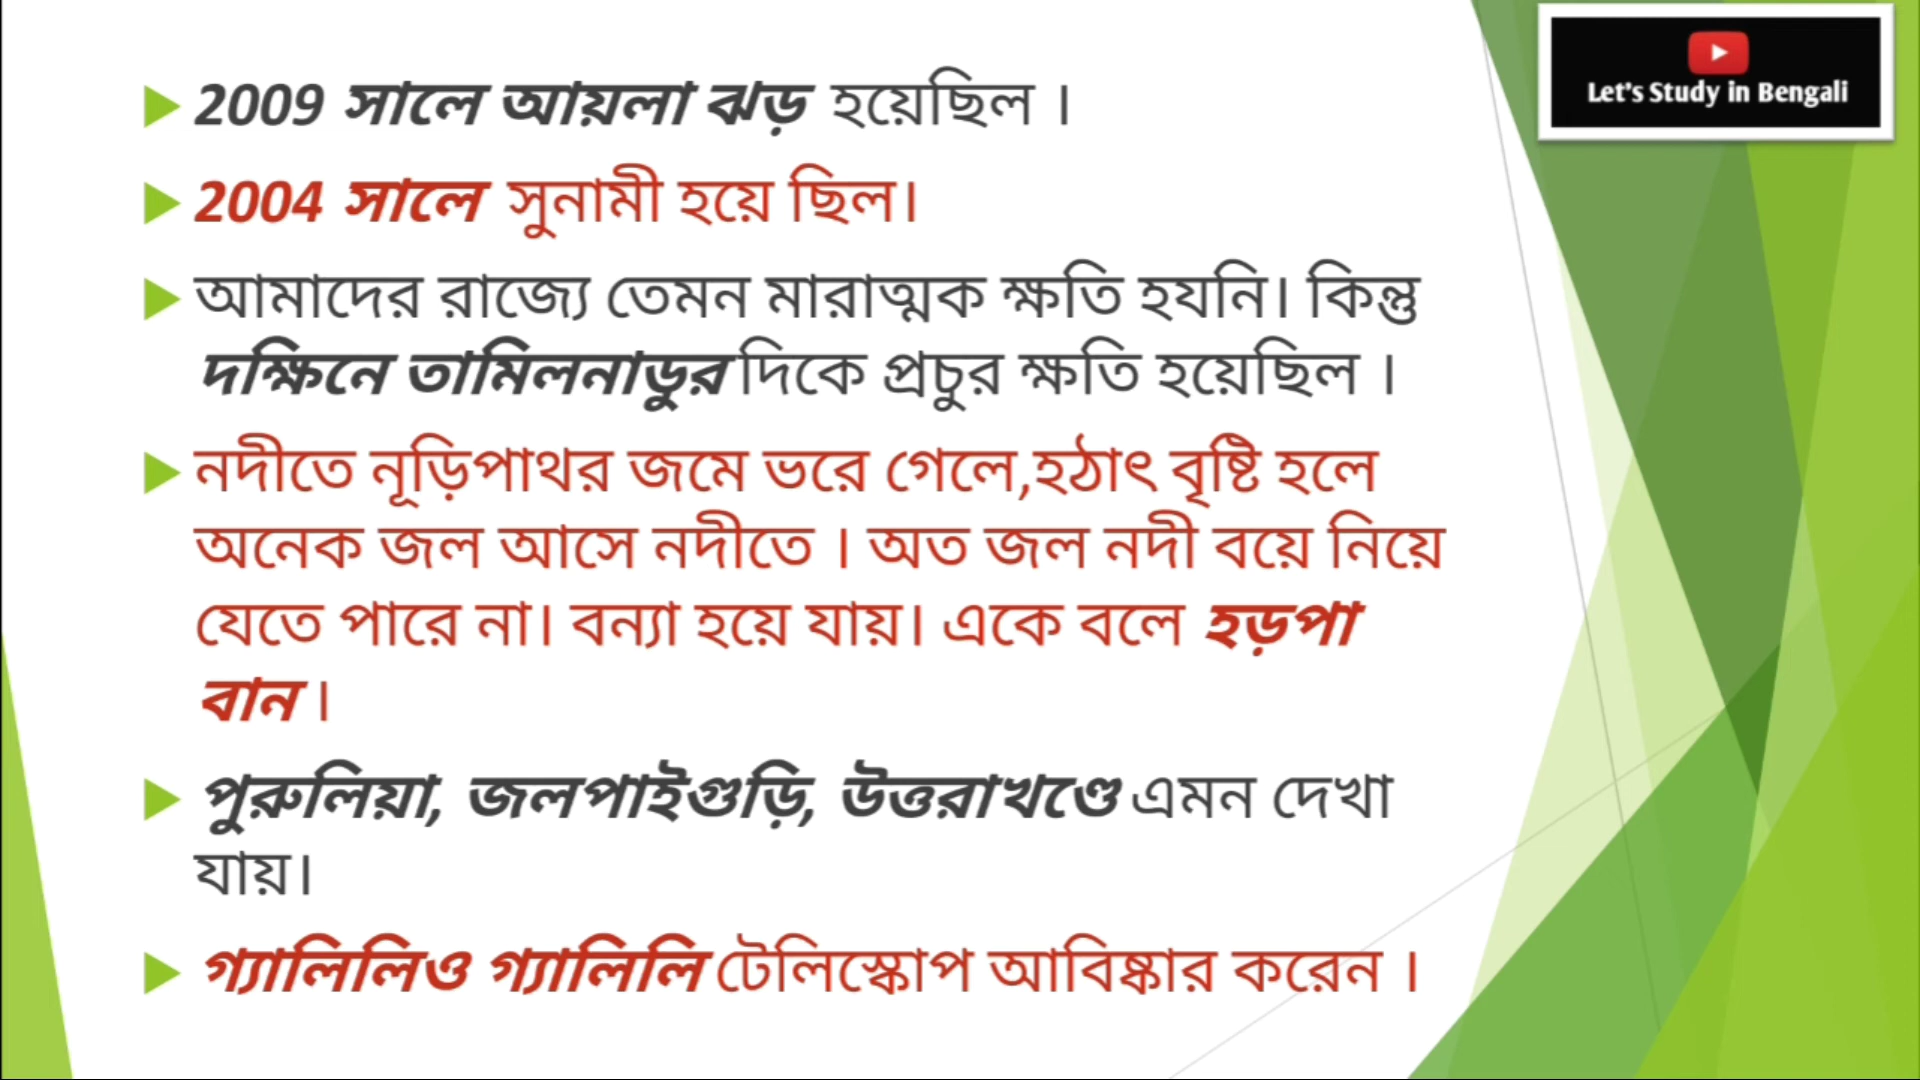 2009 সালে আয়লা ঝড় হয়েছিল ।
Let's Study in Bengali
2004 সালে সুনামী হয়ে ছিল।
আমাদের রাজ্যে তেমন মারাত্মক ক্ষতি হযনি। কিন্তু
দক্ষিনে তামিলনাড়ুর দিকে প্রচুর ক্ষতি হয়েছিল ।
নদীতে নূড়িপাথর জমে ভরে গেলে,হঠাৎ বৃষ্টি হলে
অনেক জল আসে নদীতে । অত জল নদী বয়ে নিয়ে
যেতে পারে না। বন্যা হয়ে যায়। একে বলে হড়পা
বান ।
পুরুলিয়া, জলপাইগুড়ি, উত্তরাখণ্ডে এমন দেখা
যায়।
গ্যালিলিও গ্যালিলি টেলিস্কোপ আবিষ্কার করেন ।